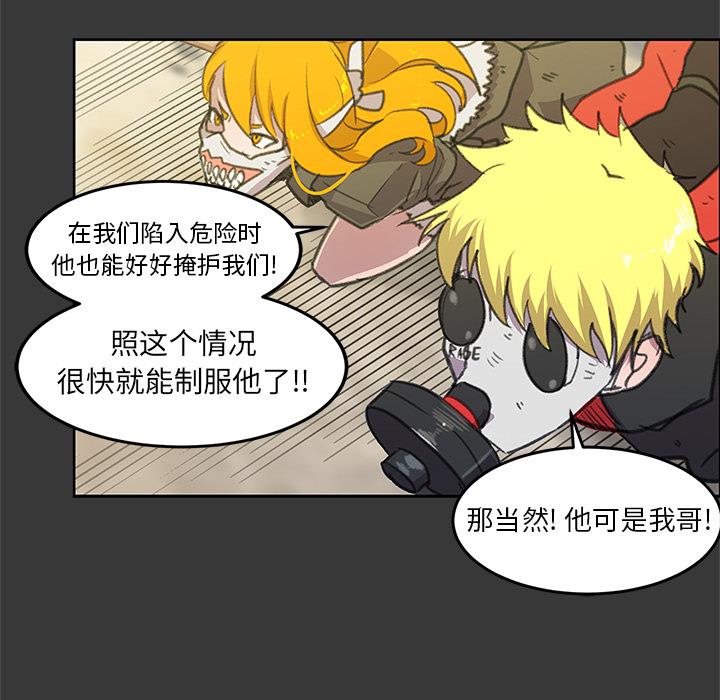 在我们陷入危险时
他也能好好掩护我们!
照这个情况
很快就能制服他了!!
那当然! 他可是我哥!